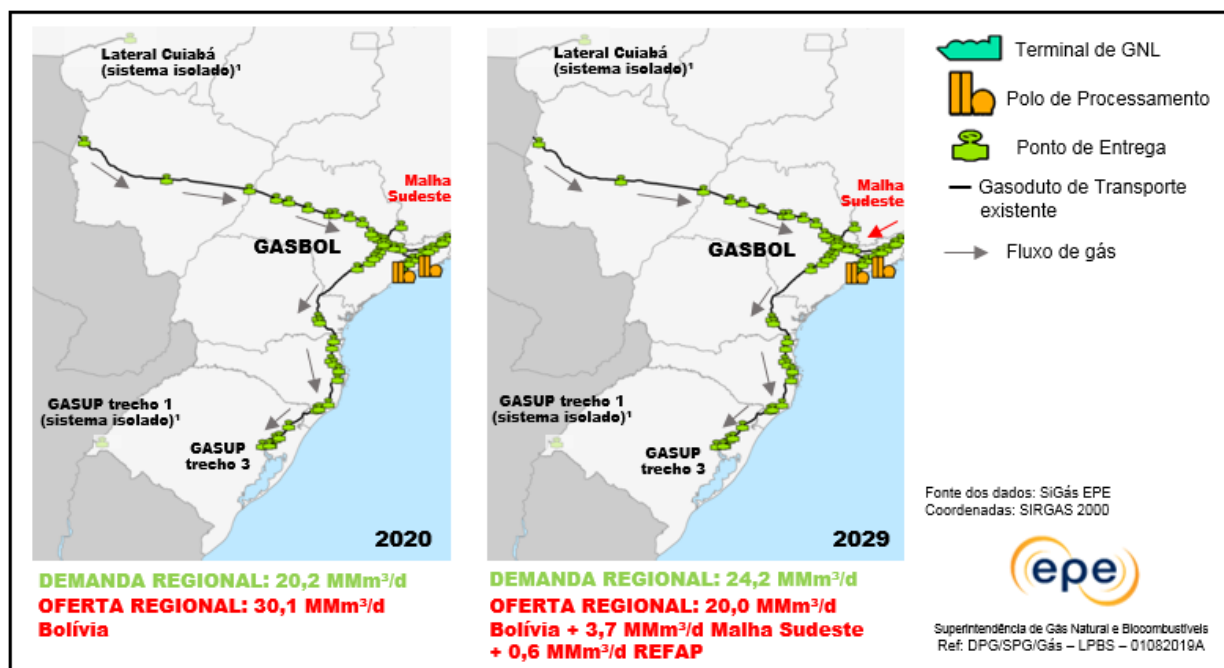 Lateral Cuiabá
(sistema isolado)¹
Malha
Sudeste
GASBOL
GASUP trecho 1
(sistema isolado)¹
GASUP
trecho 3
2020
DEMANDA REGIONAL: 20,2 MMm³/d
OFERTA REGIONAL: 30,1 MMm³/d
Bolívia
Lateral Cuiabá
(sistema isolado)¹
Malha
Sudeste
GASBOL
GASUP trecho 1
(sistema isolado)¹
GASUP
trecho 3
2029
DEMANDA REGIONAL: 24,2 MMm³/d
OFERTA REGIONAL: 20,0 MMm³/d
Bolívia + 3,7 MMm³/d Malha Sudeste
+ 0,6 MMm³/d REFAP
Terminal de GNL
Polo de Processamento
Ponto de Entrega
Gasoduto de Transporte
existente
Fluxo de gás
Fonte dos dados: SiGás EPE
Coordenadas: SIRGAS 2000
epe
Superintendência de Gás Natural e Biocombustíveis
Ref: DPG/SPG/Gás – LPBS – 01082019A